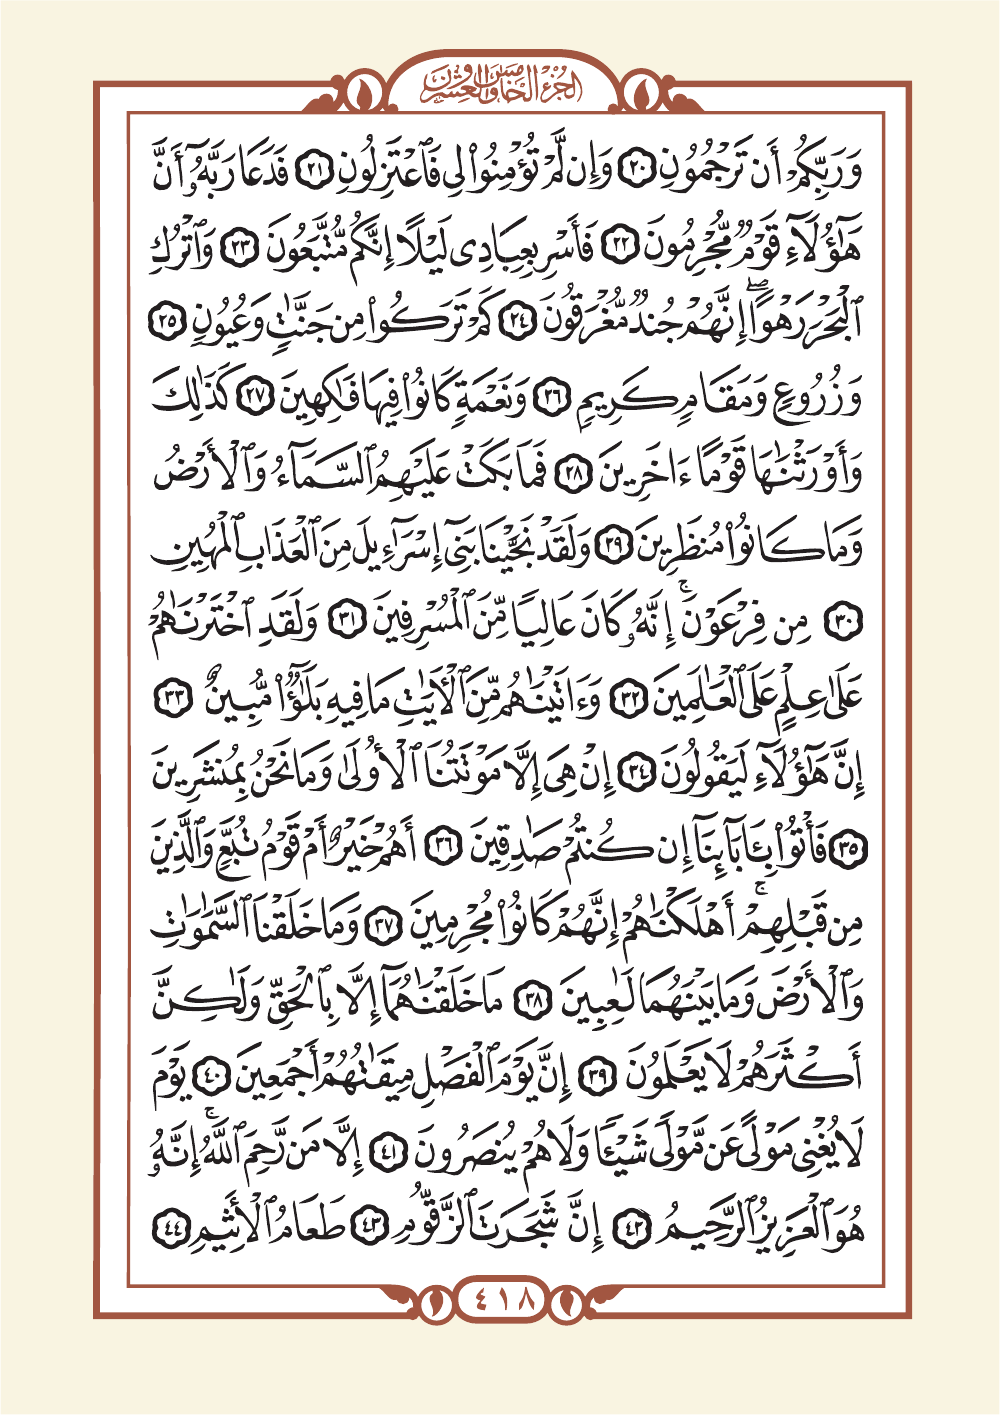 الجزء الخامس والعشرون
وَرَبِّكُمْ أَن تَرْجُمُونِ ٢٠ وَإِن لَّمْ تُؤْمِنُوا۟ لِى فَٱعْتَزِلُونِ ٢١ فَدَعَا رَبَّهُۥٓ أَنَّ
هَٰٓؤُلَآءِ قَوْمٌ مُّجْرِمُونَ ٢٢ فَأَسْرِ بِعِبَادِى لَيْلًا إِنَّكُم مُّتَّبَعُونَ ٢٣ وَٱتْرُكِ
ٱلْبَحْرَ رَهْوًاۖ إِنَّهُمْ جُندٌ مُّغْرَقُونَ ٢٤ كَمْ تَرَكُوا۟ مِن جَنَّٰتٍ وَعُيُونٍ ٢٥
وَزُرُوعٍ وَمَقَامٍ كَرِيمٍ ٢٦ وَنَعْمَةٍ كَانُوا۟ فِيهَا فَٰكِهِينَ ٢٧ كَذَٰلِكَ
وَأَوْرَثْنَٰهَا قَوْمًا ءَاخَرِينَ ٢٨ فَمَا بَكَتْ عَلَيْهِمُ ٱلسَّمَآءُ وَٱلْأَرْضُ
وَمَا كَانُوا۟ مُنظَرِينَ ٢٩ وَلَقَدْ نَجَّيْنَا بَنِىٓ إِسْرَٰٓءِيلَ مِنَ ٱلْعَذَابِ ٱلْمُهِينِ
٣٠ مِن فِرْعَوْنَۚ إِنَّهُۥ كَانَ عَالِيًا مِّنَ ٱلْمُسْرِفِينَ ٣١ وَلَقَدِ ٱخْتَرْنَٰهُمْ
عَلَىٰ عِلْمٍ عَلَى ٱلْعَٰلَمِينَ ٣٢ وَءَاتَيْنَٰهُم مِّنَ ٱلْأَيَٰتِ مَا فِيهِ بَلَٰٓؤٌا۟ مُّبِينٌ ٣٣
إِنَّ هَٰٓؤُلَآءِ لَيَقُولُونَ ٣٤ إِنْ هِىَ إِلَّا مَوْتَتُنَا ٱلْأُولَىٰ وَمَا نَحْنُ بِمُنشَرِينَ
٣٥ فَأْتُوا۟ بِـَٔابَآئِنَآ إِن كُنتُمْ صَٰدِقِينَ ٣٦ أَهُمْ خَيْرٌ أَمْ قَوْمُ تُبَّعٍ وَٱلَّذِينَ
مِن قَبْلِهِمْۚ أَهْلَكْنَٰهُمْ إِنَّهُمْ كَانُوا۟ مُجْرِمِينَ ٣٧ وَمَا خَلَقْنَا ٱلسَّمَٰوَٰتِ
وَٱلْأَرْضَ وَمَا بَيْنَهُمَا لَٰعِبِينَ ٣٨ مَا خَلَقْنَٰهُمَآ إِلَّا بِٱلْحَقِّ وَلَٰكِنَّ
أَكْثَرَهُمْ لَا يَعْلَمُونَ ٣٩ إِنَّ يَوْمَ ٱلْفَصْلِ مِيقَٰتُهُمْ أَجْمَعِينَ ٤٠ يَوْمَ
لَا يُغْنِى مَوْلًى عَن مَّوْلًى شَيْـًٔا وَلَا هُمْ يُنصَرُونَ ٤١ إِلَّا مَن رَّحِمَ ٱللَّهُۚ إِنَّهُۥ
هُوَ ٱلْعَزِيزُ ٱلرَّحِيمُ ٤٢ إِنَّ شَجَرَتَ ٱلزَّقُّومِ ٤٣ طَعَامُ ٱلْأَثِيمِ ٤٤
٤١٨